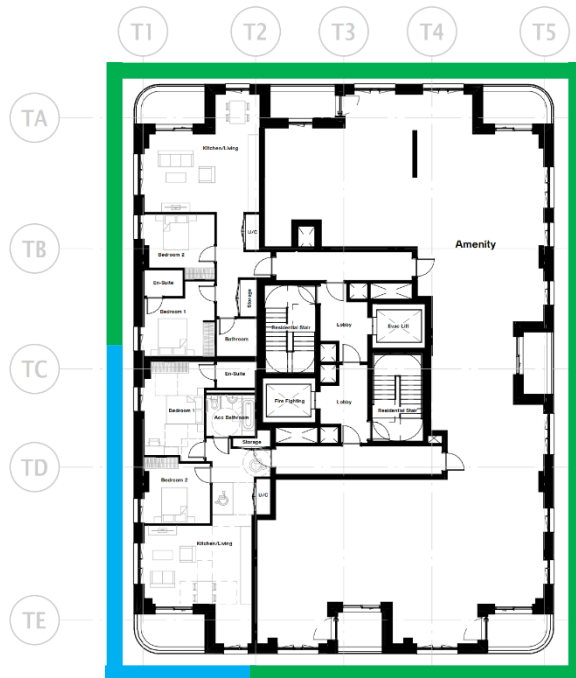 T1 T2 T3 T4 T5
TA
Kitchen/Living
TB
U/C
Amenity
Bedroom 2
En-Suite
Storage
Bedroom 1
Residential Stair
Lobby
Evac Lift
Bathroom
TC
En-Suite
Fire Fighting
Lobby
Bedroom 1
Acc Bathroom
Residential Stair
Storage
TD
Bedroom 2
U/C
Kitchen/Living
TE